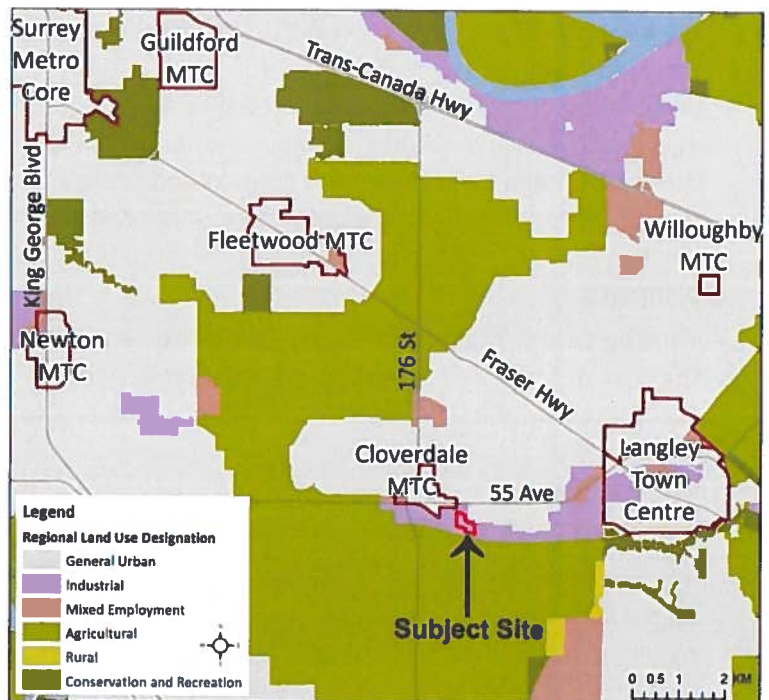 Surrey
Metro
Core
Guildford
MTC
Trans-Canada Hwy
King George Blvd
Fleetwood MTC
Willoughby
MTC
Newton
MTC
176 St
Fraser Hwy
Cloverdale
MTC
55 Ave
Langley
Town
Centre
Subject Site
Legend
Regional Land Use Designation
General Urban
Industrial
Mixed Employment
Agricultural
Rural
Conservation and Recreation
0 0.5 1 2 KM